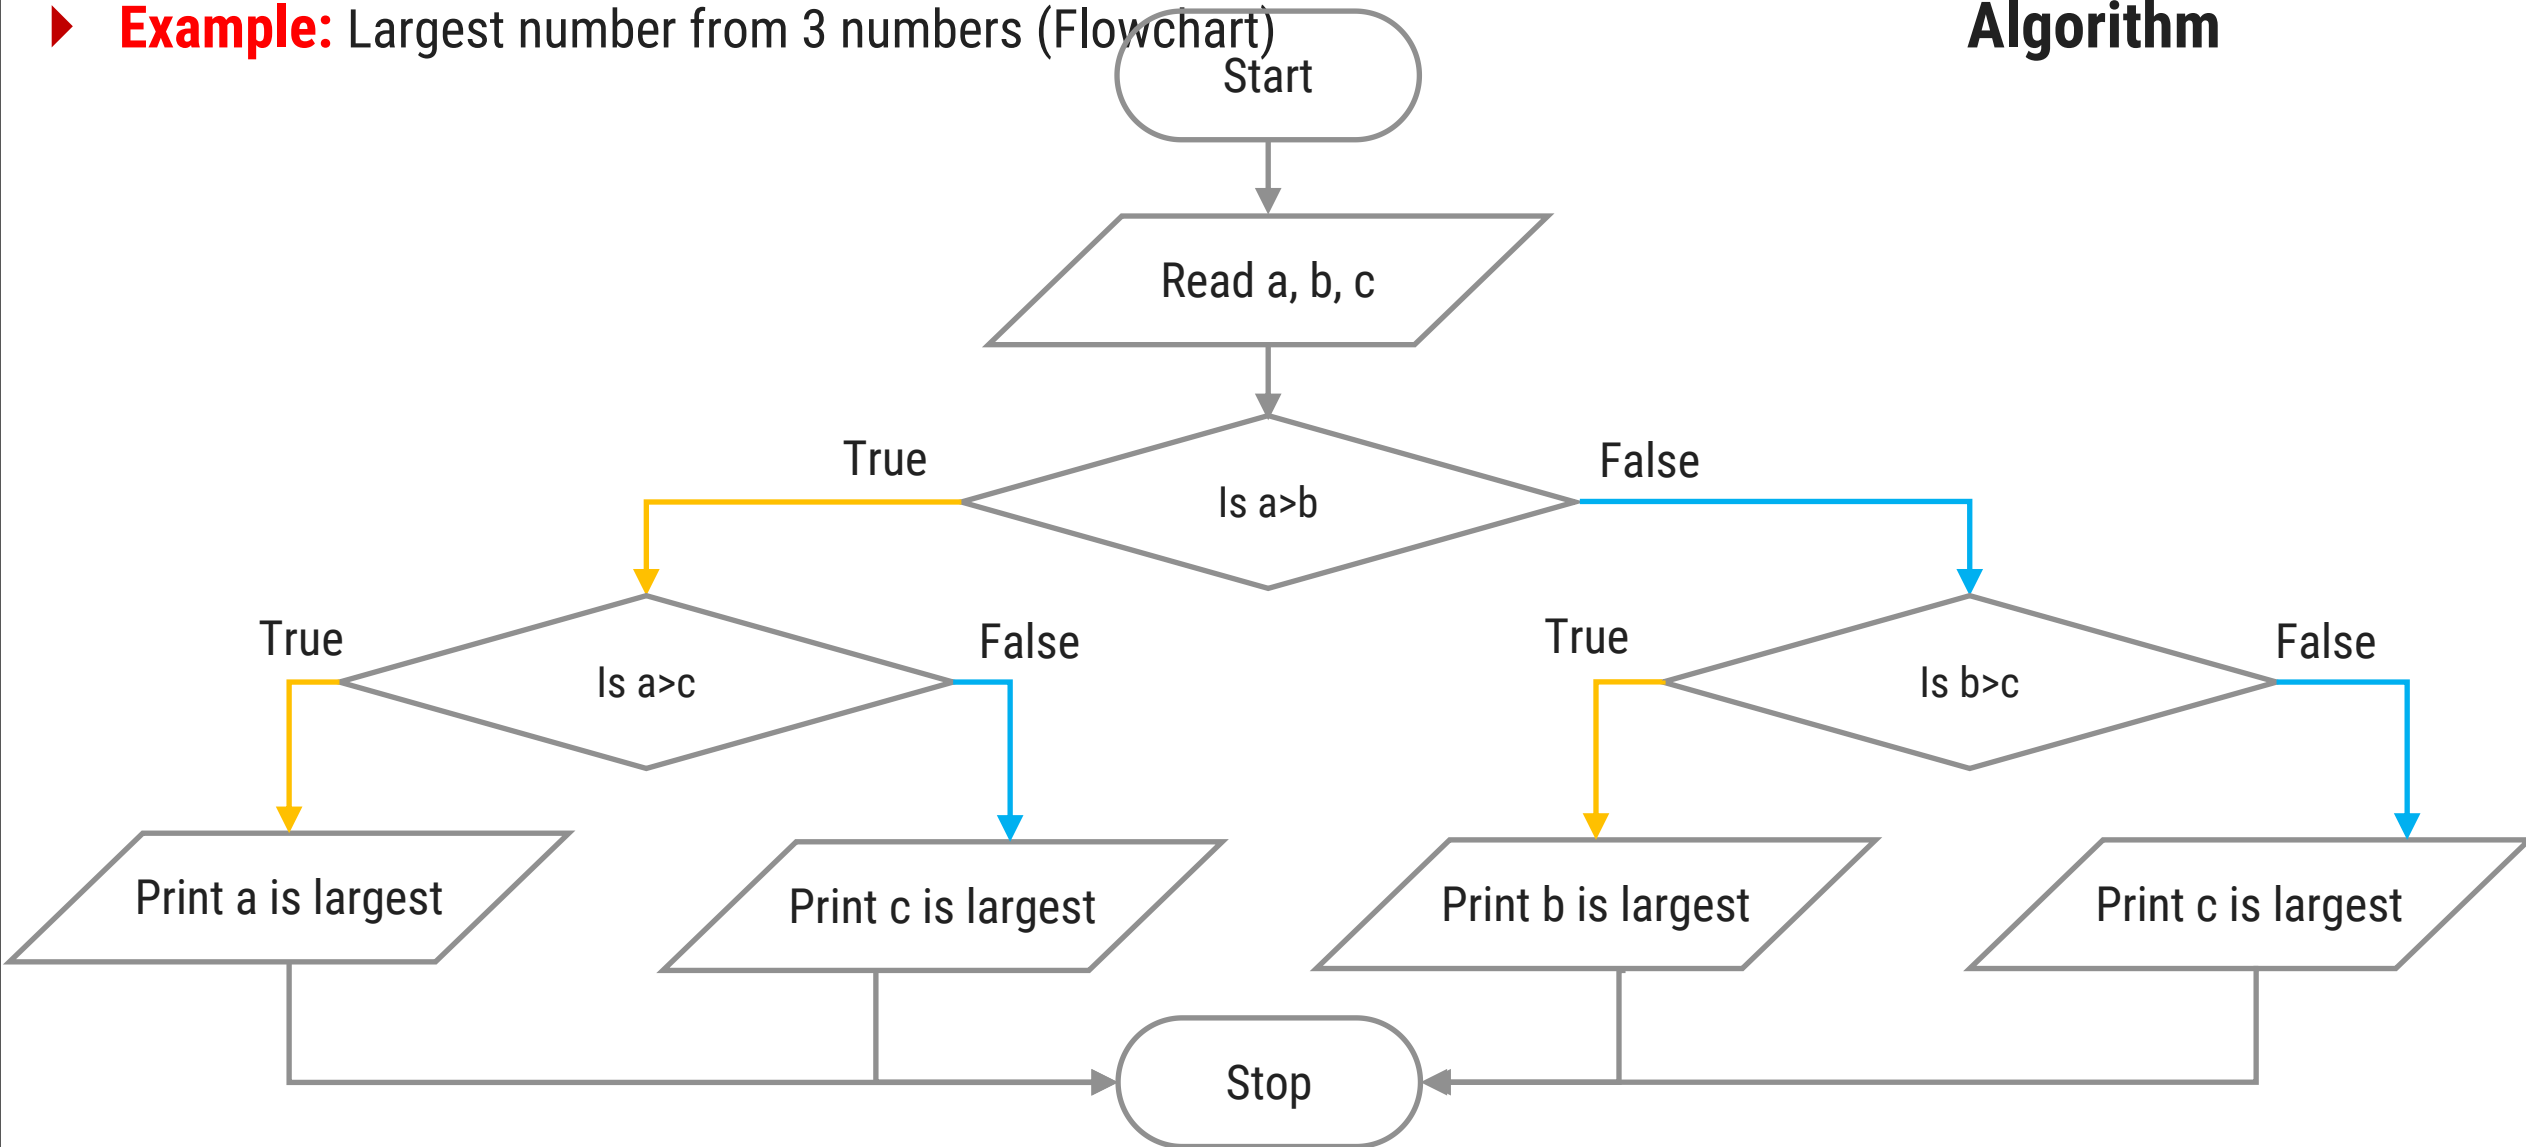 Example: Largest number from 3 numbers (Flowchart)
Algorithm
Start
Read a, b, c
True
False
Is a>b
True
False
True
False
Is a>c
Is b>c
Print a is largest
Print c is largest
Print b is largest
Print c is largest
Stop